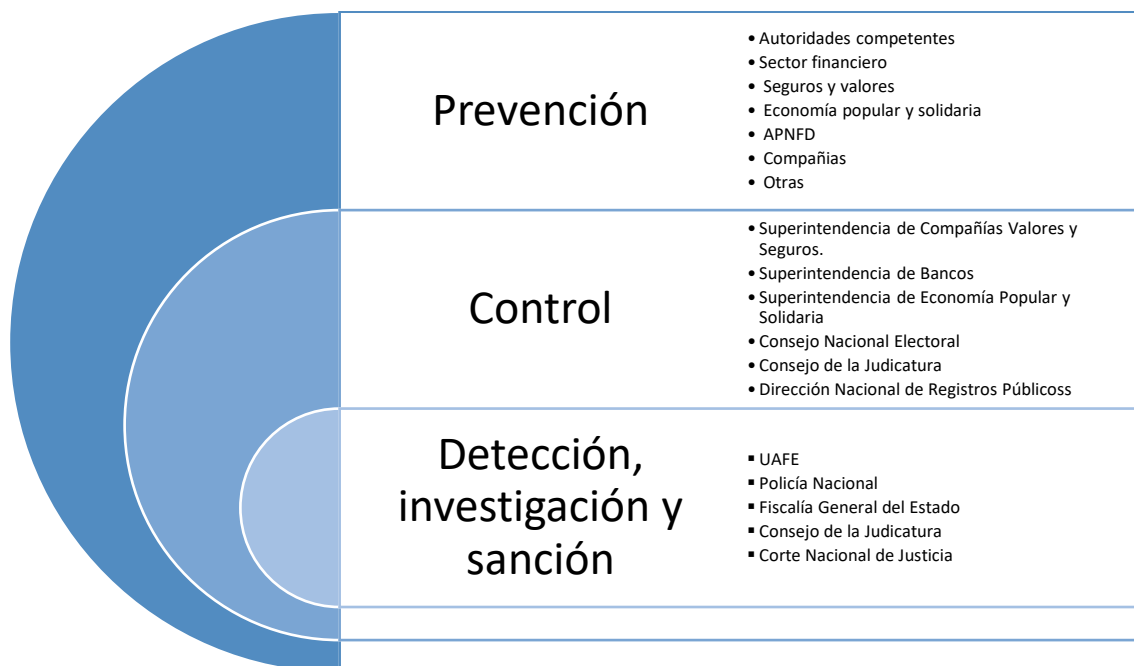 Prevención
• Autoridades competentes
• Sector financiero
• Seguros y valores
• Economía popular y solidaria
• APNFD
• Compañias
• Otras
Control
• Superintendencia de Compañías Valores y
Seguros.
• Superintendencia de Bancos
• Superintendencia de Economía Popular y
Solidaria
• Consejo Nacional Electoral
• Consejo de la Judicatura
• Dirección Nacional de Registros Públicoss
Detección,
investigación y
sanción
▪ UAFE
▪ Policía Nacional
▪ Fiscalía General del Estado
▪ Consejo de la Judicatura
▪ Corte Nacional de Justicia